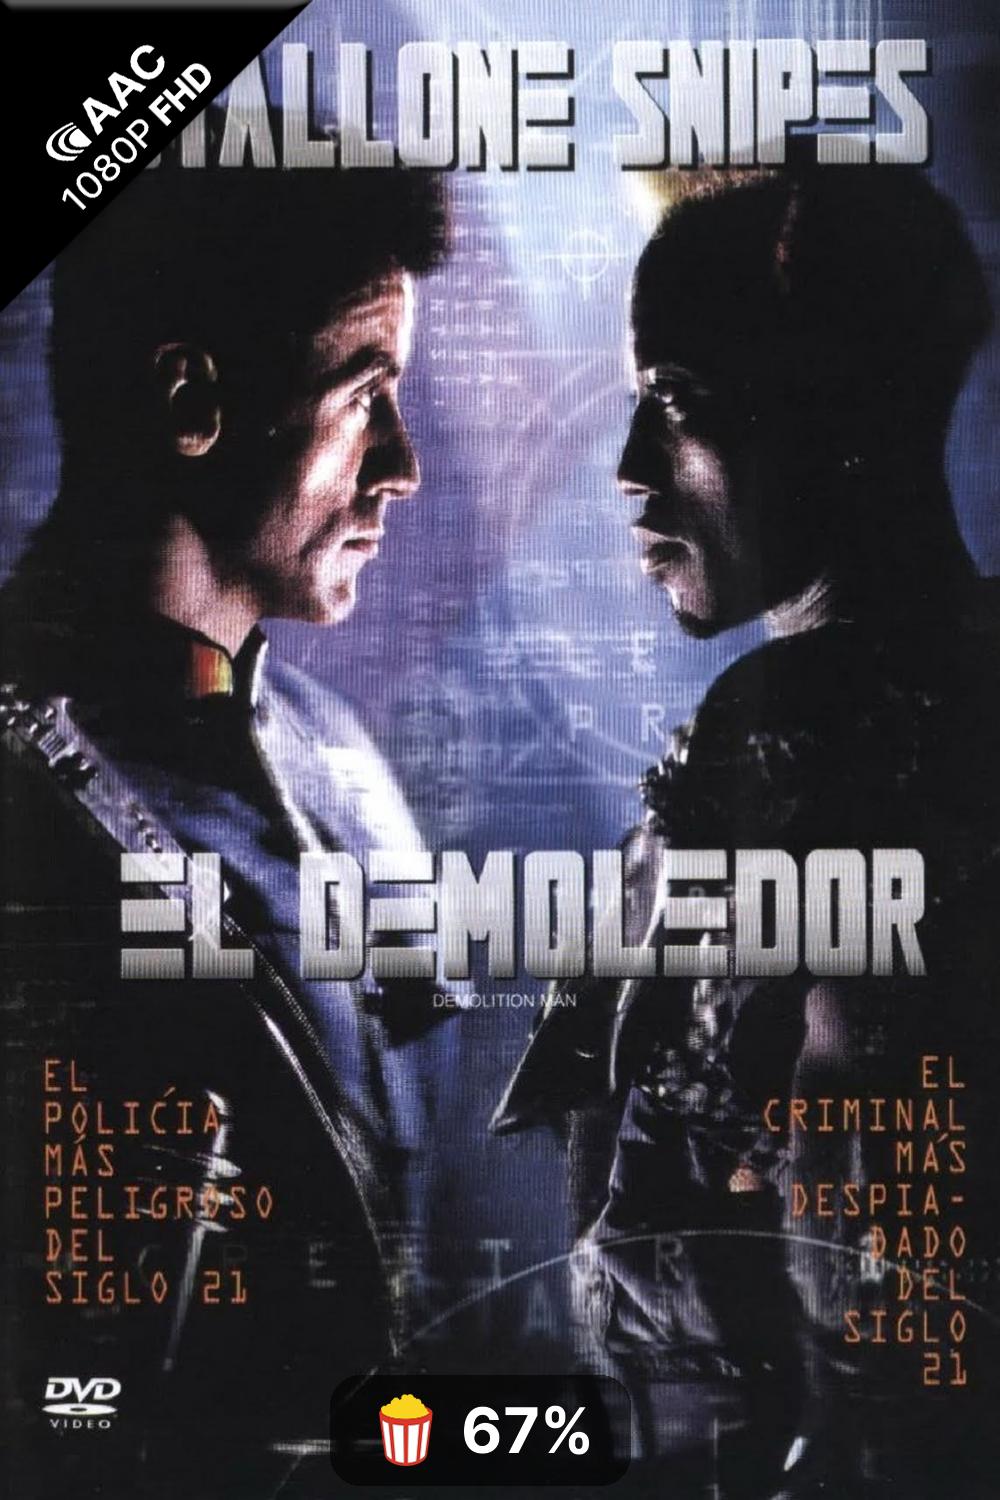 AAC
1080P FHD
STALLONE SNIPES
P R
EL DEMOLEDOR
DEMOLITION MAN
EL
POLICÍA
MÁS
PELIGROSO
DEL
SIGLO 21
EL
CRIMINAL
MÁS
DESPIA-
DADO
DEL
SIGLO
21
DVD
VIDEO
67%